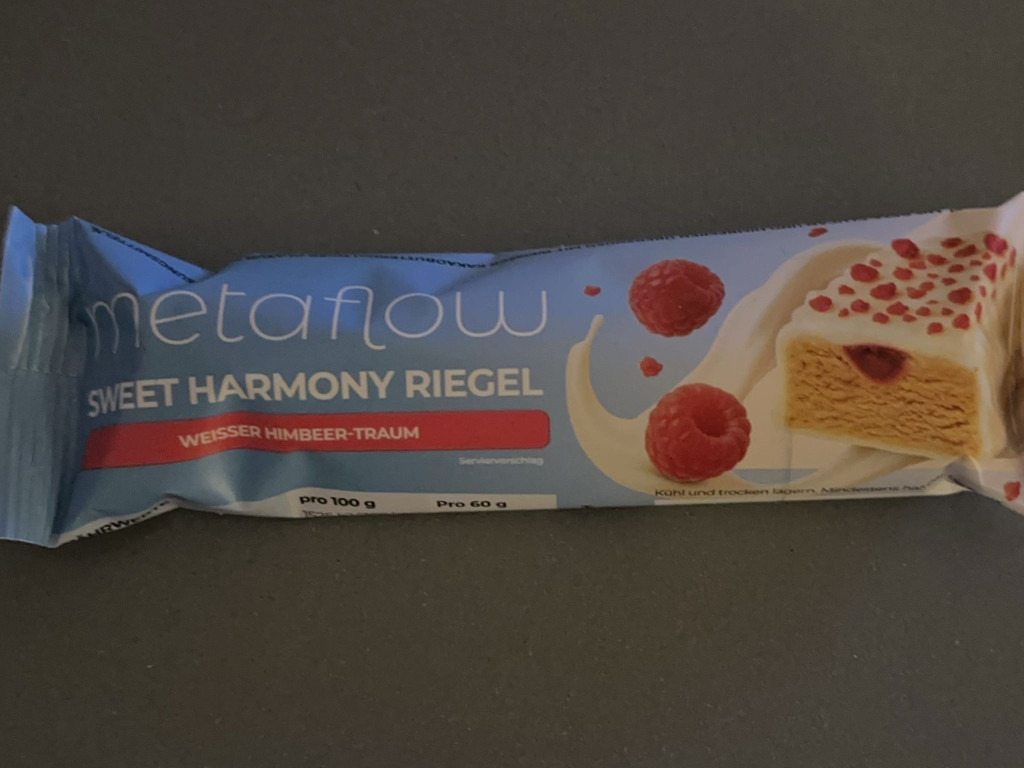 metaflow
SWEET HARMONY RIEGEL
WEISSER HIMBEER-TRAUM
Serviervorschlag
pro 100 g Pro 60 g
Kühl und trocken lagern. Mindestens